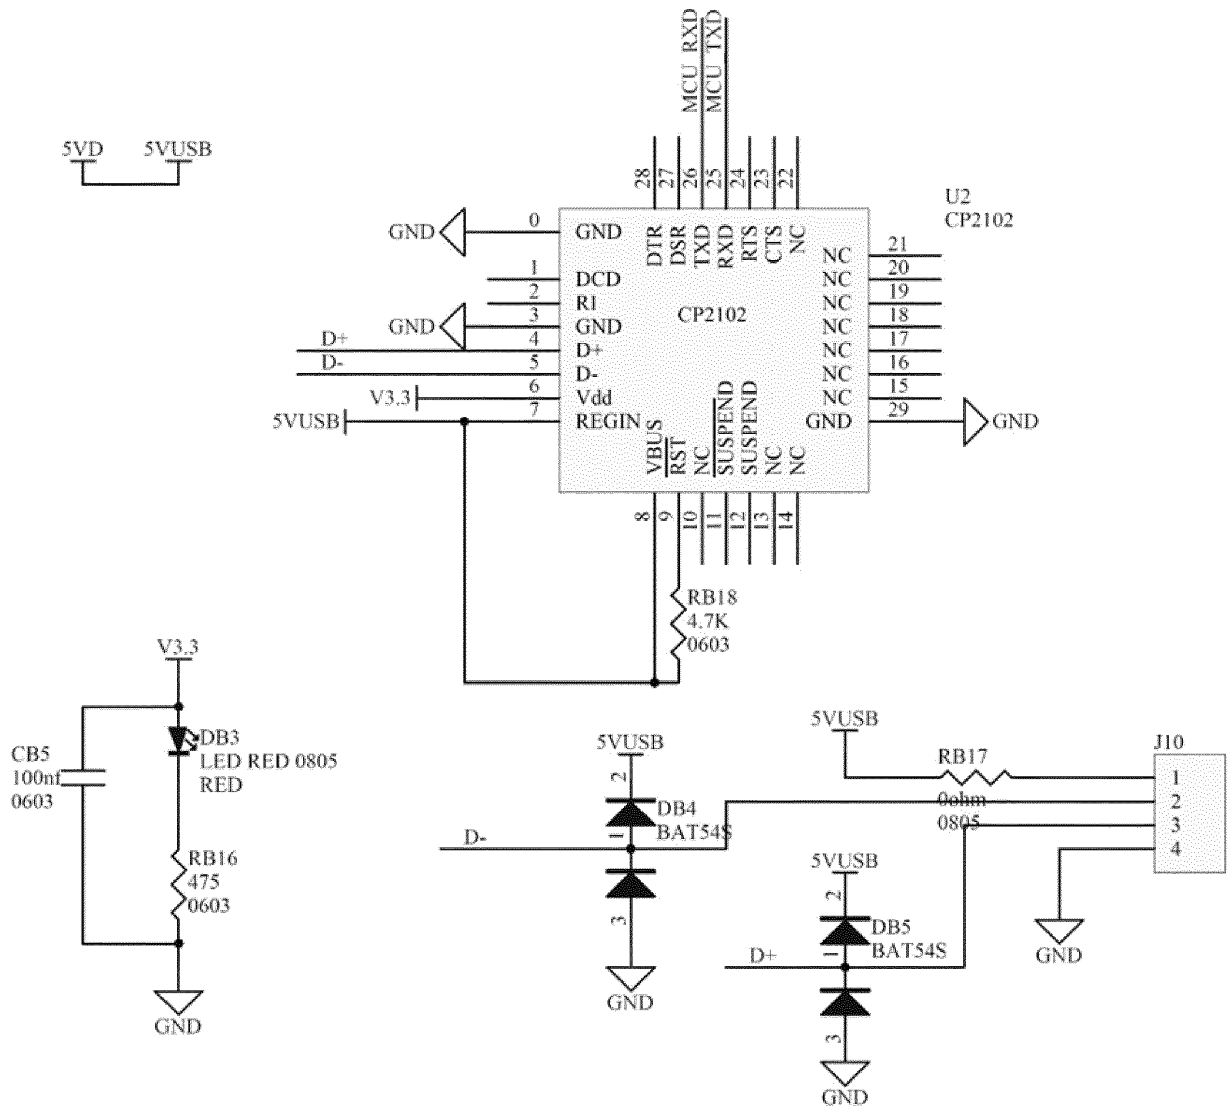 MCU_RXD
MCU_TXD
5VD
5VUSB
28
27
26
25
24
23
22
U2
CP2102
GND
0
GND
DTR
DSR
TXD
RXD
RTS
CTS
NC
NC
21
1
DCD
NC
20
2
RI
NC
19
GND
3
GND
CP2102
NC
18
D+
4
D+
NC
17
D-
5
D-
NC
16
V3.3
6
Vdd
NC
15
5VUSB
7
REGIN
GND
29
GND
VBUS
RST
NC
SUSPEND
SUSPEND
NC
NC
8
9
10
11
12
13
14
RB18
4.7K
0603
V3.3
DB3
LED RED 0805
RED
CB5
100nf
0603
RB16
475
0603
GND
5VUSB
2
DB4
BAT54S
1
D-
3
GND
5VUSB
RB17
0ohm
0805
J10
1
2
3
4
GND
5VUSB
2
DB5
BAT54S
1
D+
3
GND